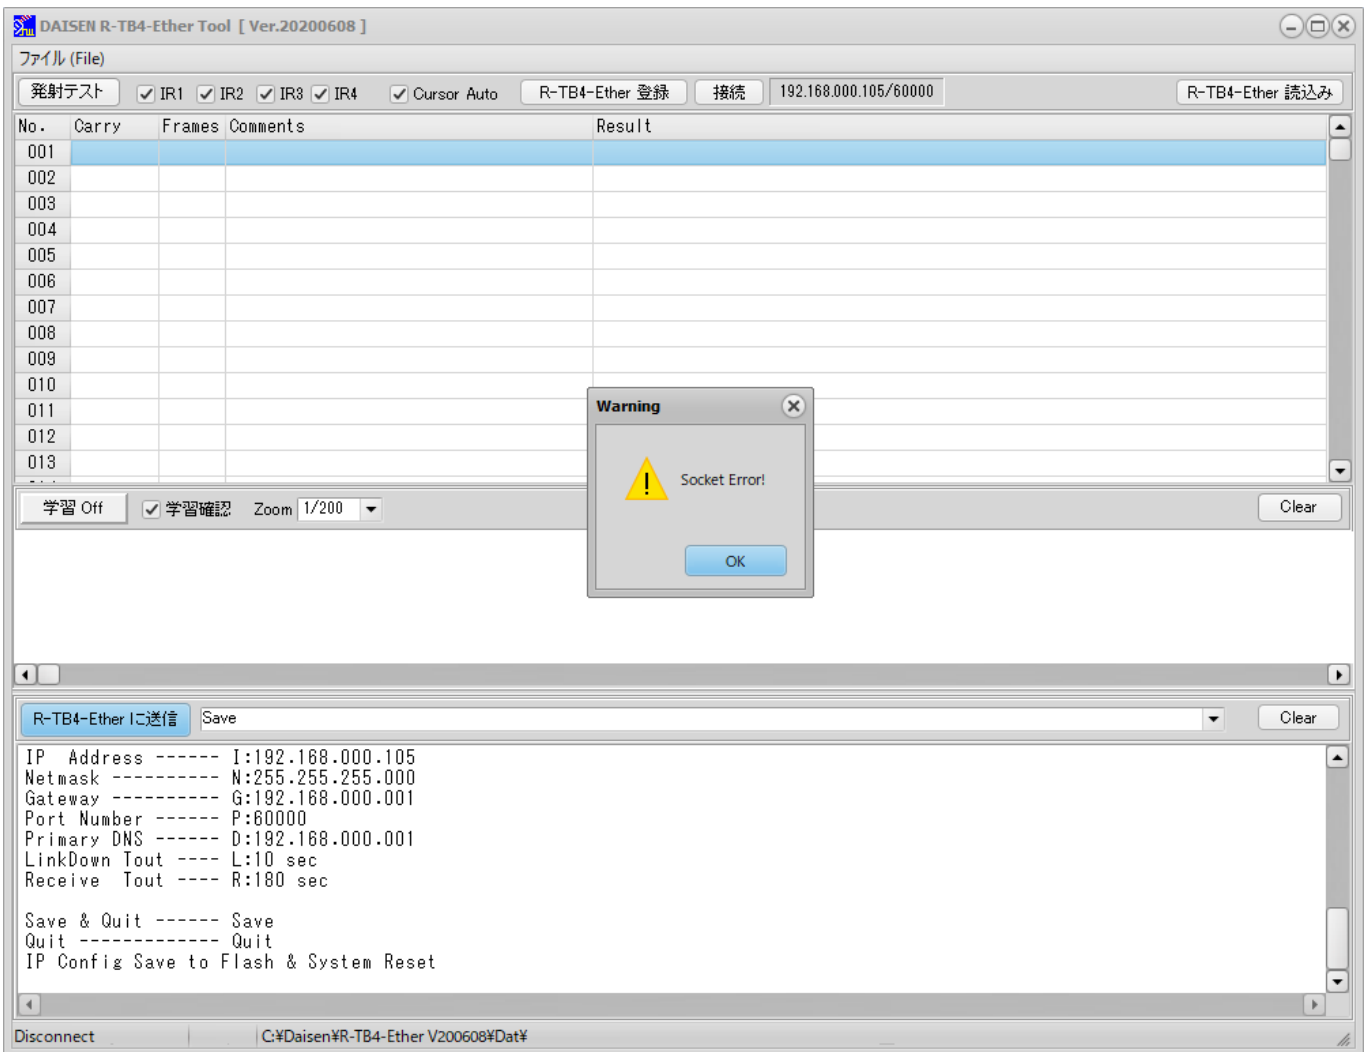 DAISEN R-TB4-Ether Tool [ Ver.20200608 ]
ファイル (File)
発射テスト IR1 IR2 IR3 IR4 Cursor Auto R-TB4-Ether 登録 接続 192.168.000.105/60000 R-TB4-Ether 読込み
No. Carry Frames Comments Result
001
002
003
004
005
006
007
008
009
010
011
012
013
Warning
Socket Error!
OK
学習 Off 学習確認 Zoom 1/200 Clear
R-TB4-Ether に送信 Save Clear
IP  Address ------ I:192.168.000.105
Netmask ---------- N:255.255.255.000
Gateway ---------- G:192.168.000.001
Port Number ------ P:60000
Primary DNS ------ D:192.168.000.001
LinkDown Tout ---- L:10 sec
Receive  Tout ---- R:180 sec
Save & Quit ------ Save
Quit ------------- Quit
IP Config Save to Flash & System Reset
Disconnect C:¥Daisen¥R-TB4-Ether V200608¥Dat¥